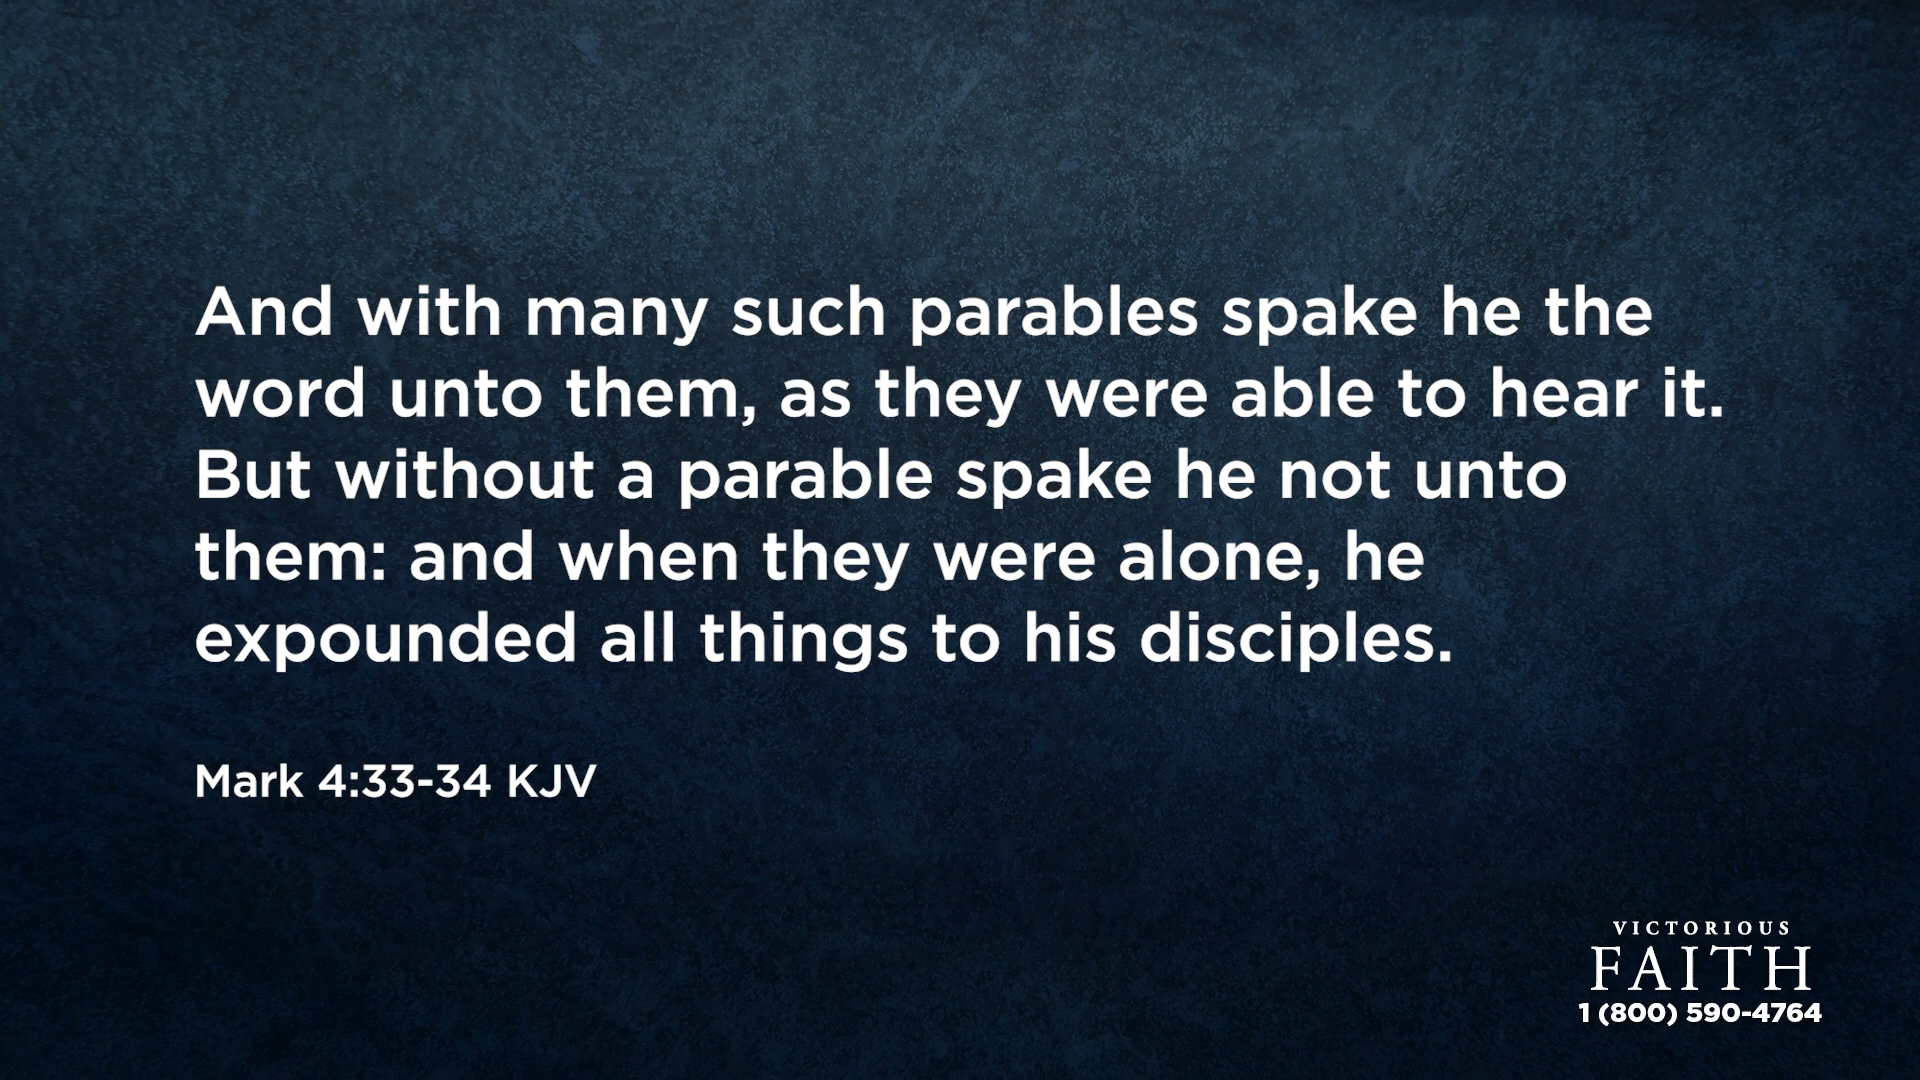 And with many such parables spake he the
word unto them, as they were able to hear it.
But without a parable spake he not unto
them: and when they were alone, he
expounded all things to his disciples.
Mark 4:33-34 KJV
VICTORIOUS
FAITH
1 (800) 590-4764